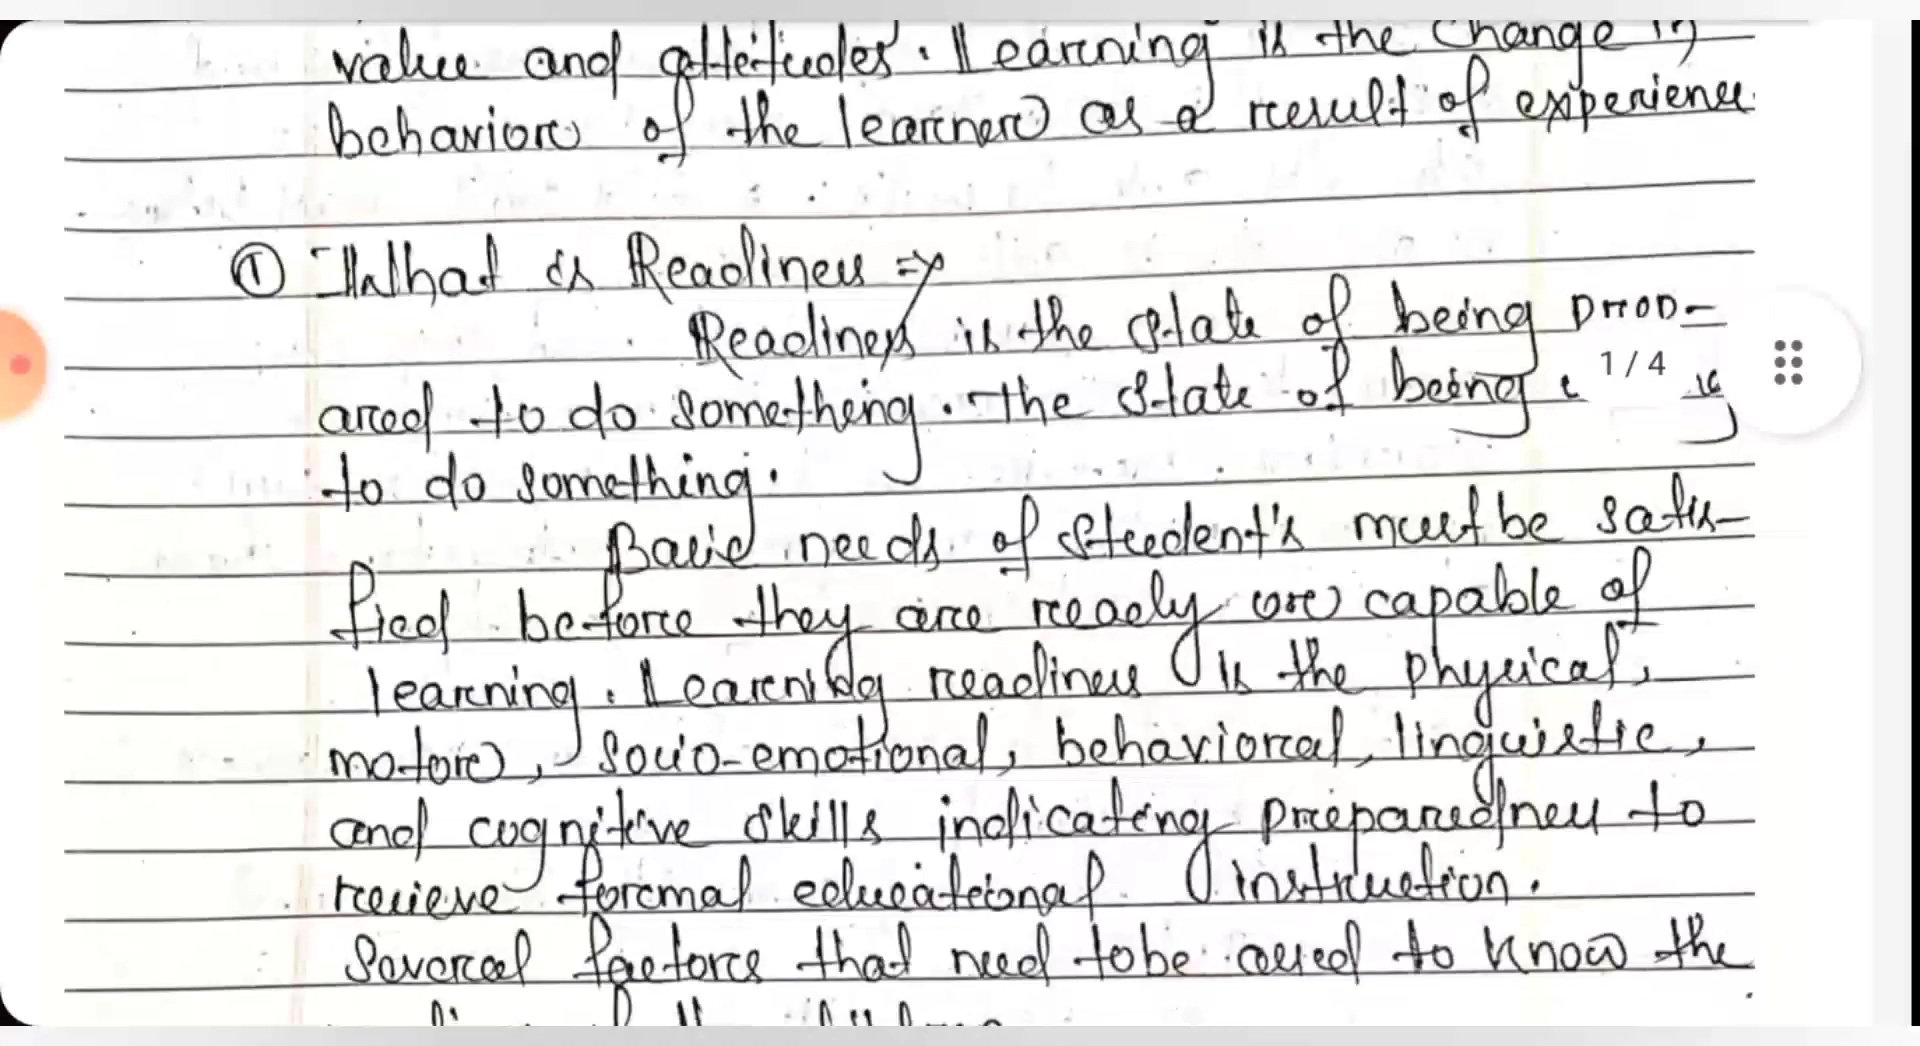 value and attitudes. Learning is the change in
behavior of the learner as a result of experience
① What is Readiness ⇒
Readiness is the state of being prep-
ared to do something. The state of being
1/4
to do something.
Basic needs of student's must be satis-
fied before they are ready or capable of
learning. Learning readiness is the physical,
motor, socio-emotional, behavioral, linguistic,
and cognitive skills indicating preparedness to
recieve formal educational instruction.
Several factors that need tobe to know the